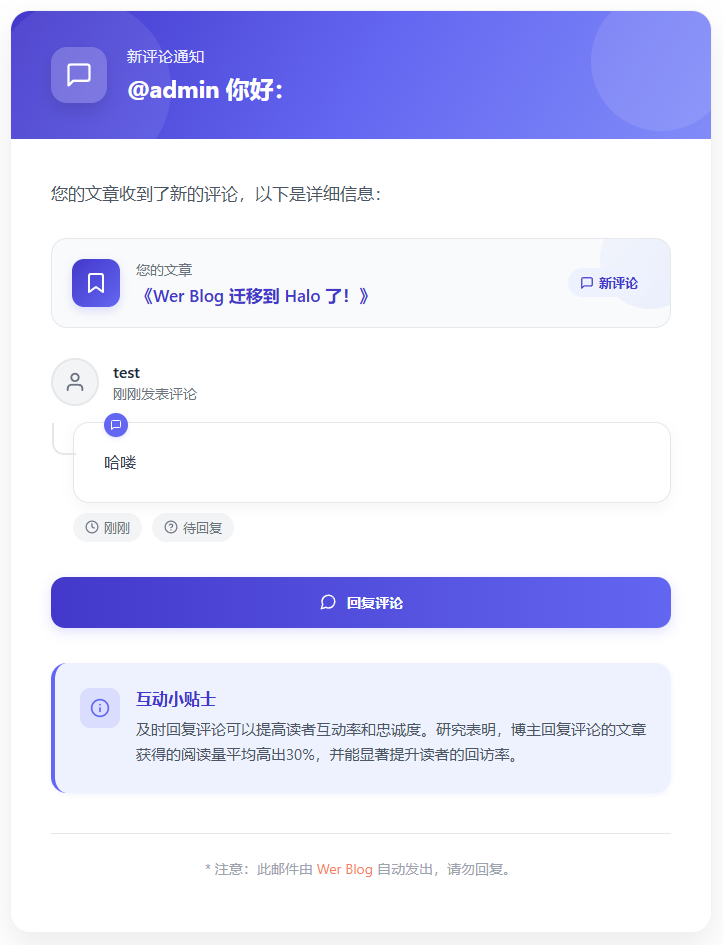 新评论通知
@admin 你好：
您的文章收到了新的评论，以下是详细信息：
您的文章
《Wer Blog 迁移到 Halo 了！》
新评论
test
刚刚发表评论
哈喽
刚刚
待回复
回复评论
互动小贴士
及时回复评论可以提高读者互动率和忠诚度。研究表明，博主回复评论的文章
获得的阅读量平均高出30%，并能显著提升读者的回访率。
* 注意：此邮件由 Wer Blog 自动发出，请勿回复。